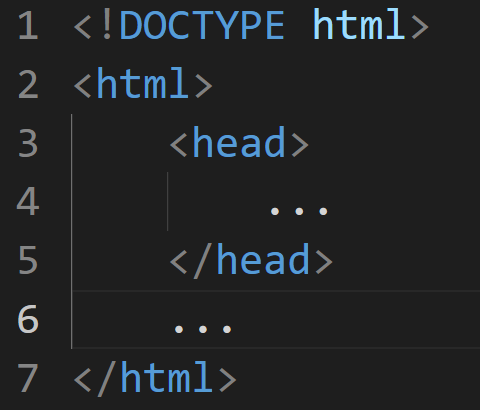 1 <!DOCTYPE html>
2 <html>
3     <head>
4         ...
5     </head>
6     ...
7 </html>